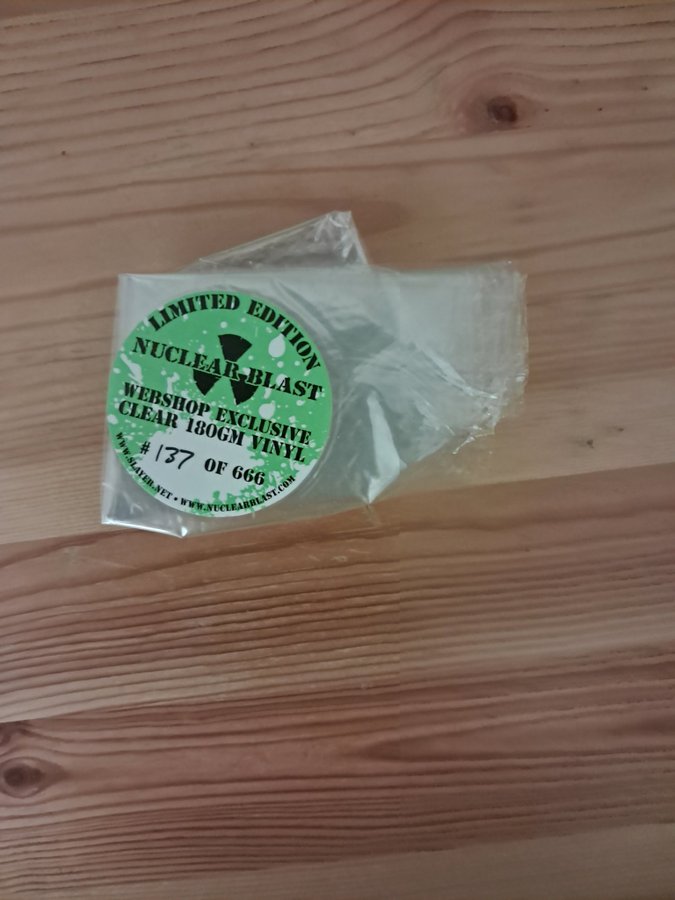 LIMITED EDITION
NUCLEAR BLAST
WEBSHOP EXCLUSIVE
CLEAR 180GM VINYL
# 137 OF 666
WWW.SLAYER.NET • WWW.NUCLEARBLAST.COM